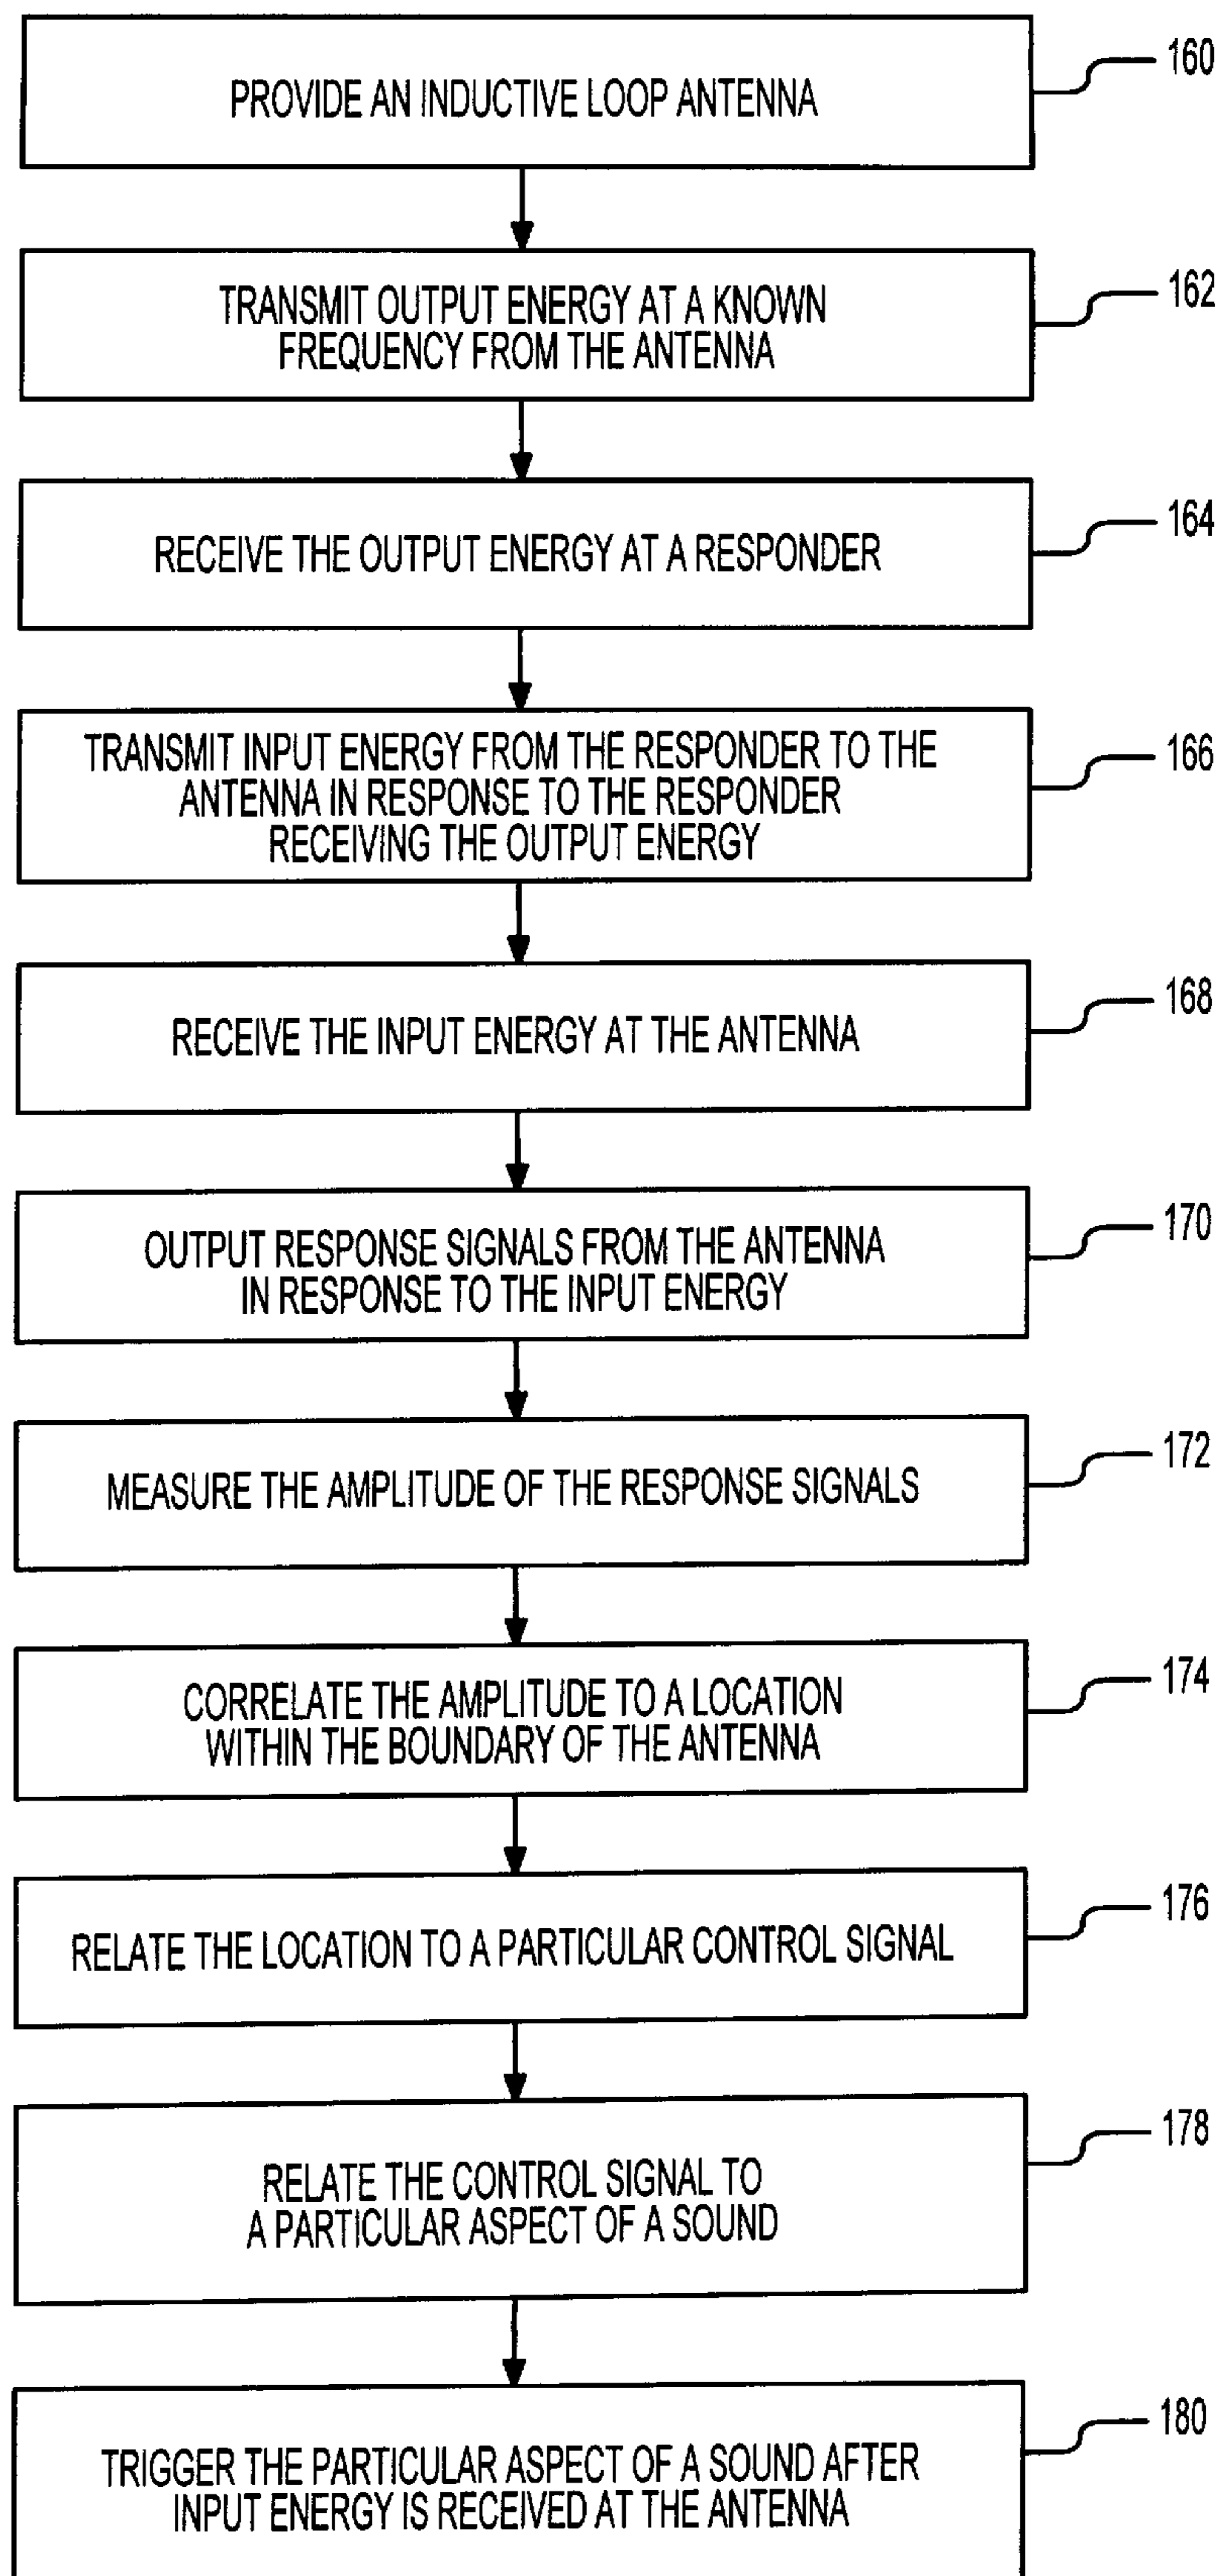 PROVIDE AN INDUCTIVE LOOP ANTENNA
160
TRANSMIT OUTPUT ENERGY AT A KNOWN
FREQUENCY FROM THE ANTENNA
162
RECEIVE THE OUTPUT ENERGY AT A RESPONDER
164
TRANSMIT INPUT ENERGY FROM THE RESPONDER TO THE
ANTENNA IN RESPONSE TO THE RESPONDER
RECEIVING THE OUTPUT ENERGY
166
RECEIVE THE INPUT ENERGY AT THE ANTENNA
168
OUTPUT RESPONSE SIGNALS FROM THE ANTENNA
IN RESPONSE TO THE INPUT ENERGY
170
MEASURE THE AMPLITUDE OF THE RESPONSE SIGNALS
172
CORRELATE THE AMPLITUDE TO A LOCATION
WITHIN THE BOUNDARY OF THE ANTENNA
174
RELATE THE LOCATION TO A PARTICULAR CONTROL SIGNAL
176
RELATE THE CONTROL SIGNAL TO
A PARTICULAR ASPECT OF A SOUND
178
TRIGGER THE PARTICULAR ASPECT OF A SOUND AFTER
INPUT ENERGY IS RECEIVED AT THE ANTENNA
180